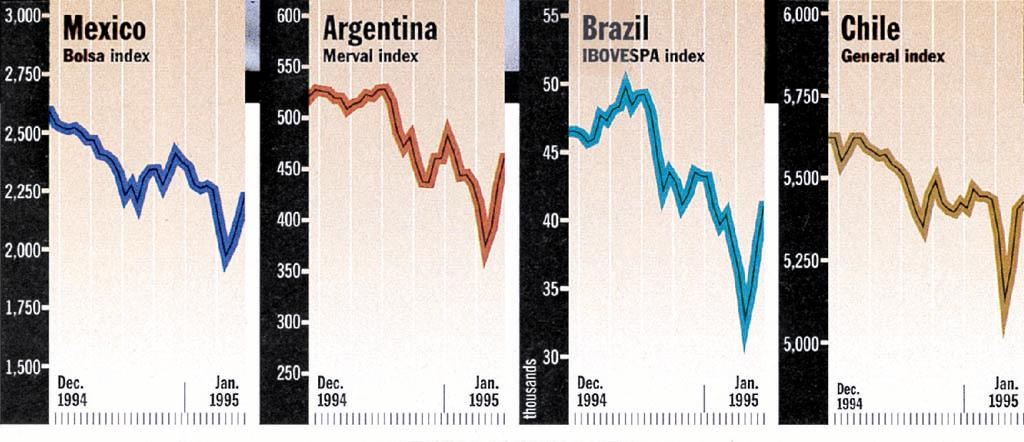 Mexico
Bolsa index
3,000
2,750
2,500
2,250
2,000
1,750
1,500
Dec.
1994
Jan.
1995
Argentina
Merval index
600
550
500
450
400
350
300
250
Dec.
1994
Jan.
1995
Brazil
IBOVESPA index
55
50
45
40
35
30
thousands
Dec.
1994
Jan.
1995
Chile
General index
6,000
5,750
5,500
5,250
5,000
Dec.
1994
Jan.
1995